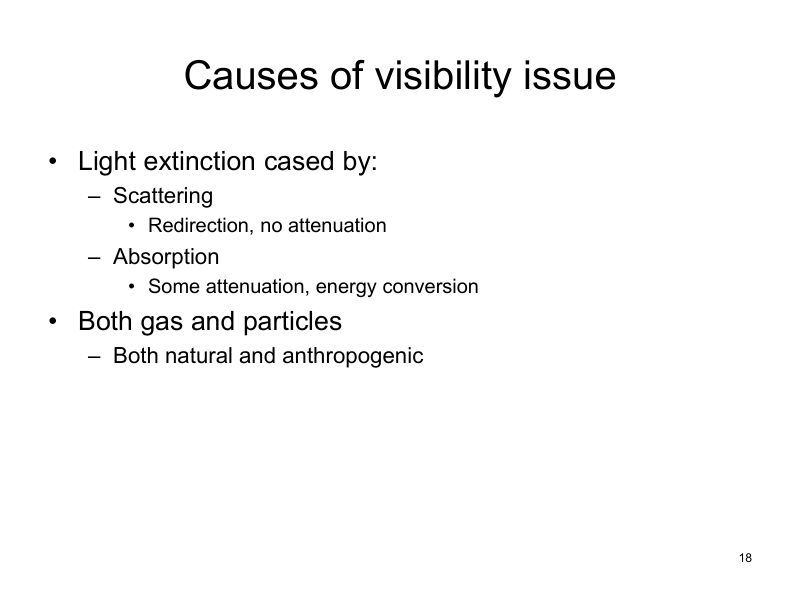 Causes of visibility issue
• Light extinction cased by:
– Scattering
• Redirection, no attenuation
– Absorption
• Some attenuation, energy conversion
• Both gas and particles
– Both natural and anthropogenic
18